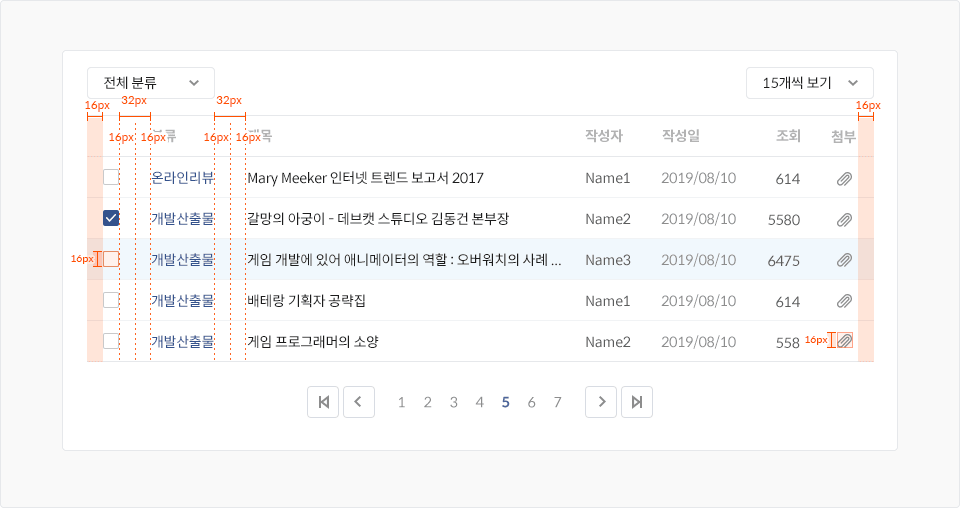 전체 분류
15개씩 보기
16px 32px 32px 16px
16px 16px 16px 16px 작성자 작성일 조회 첨부
온라인리뷰 Mary Meeker 인터넷 트렌드 보고서 2017 Name1 2019/08/10 614
개발산출물 갈망의 아궁이 - 데브캣 스튜디오 김동건 본부장 Name2 2019/08/10 5580
16px 개발산출물 게임 개발에 있어 애니메이터의 역할 : 오버워치의 사례 ... Name3 2019/08/10 6475
개발산출물 배테랑 기획자 공략집 Name1 2019/08/10 614
개발산출물 게임 프로그래머의 소양 Name2 2019/08/10 558 16px
1 2 3 4 5 6 7